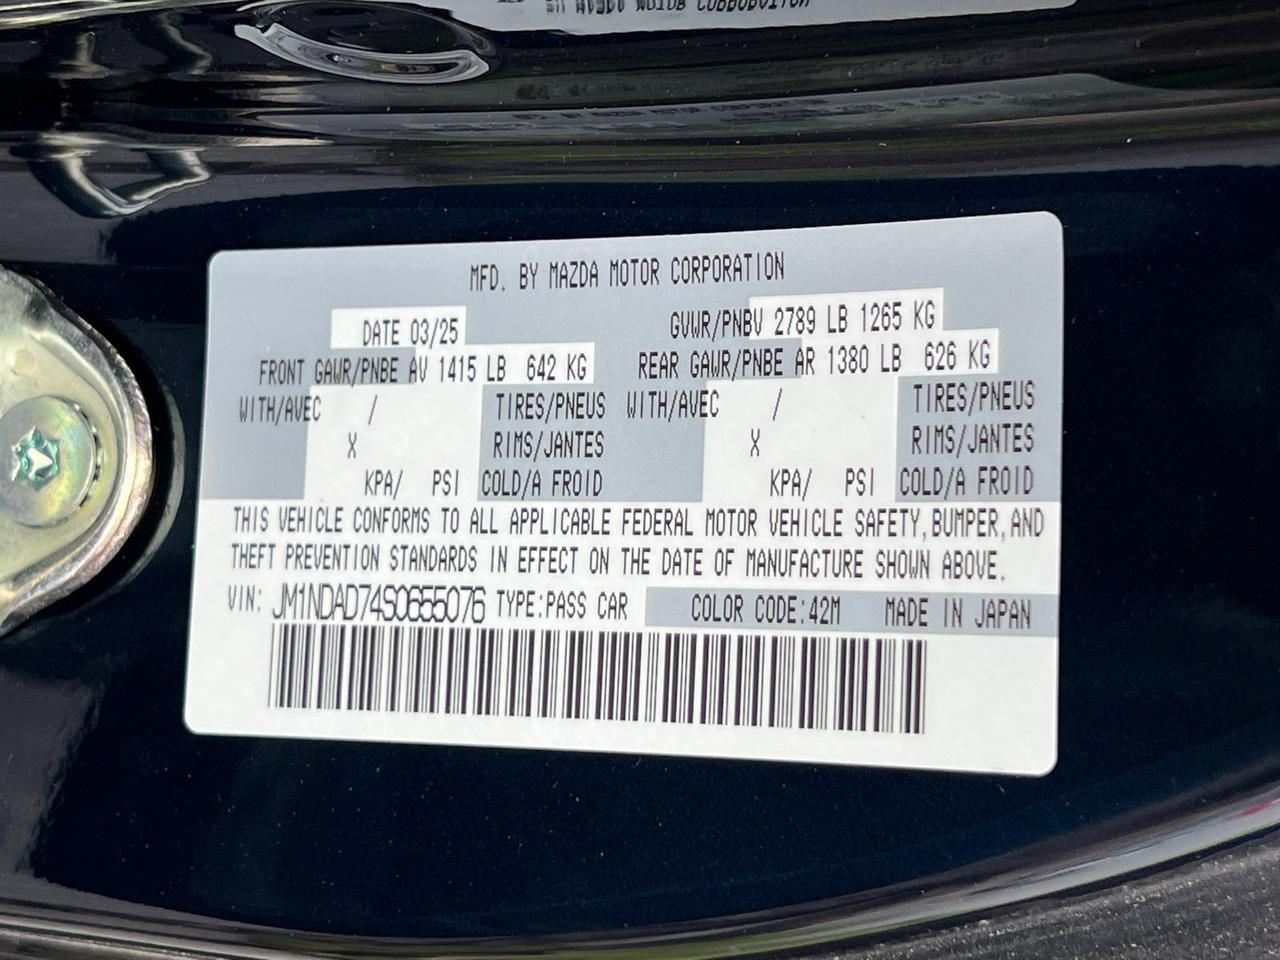 MFD. BY MAZDA MOTOR CORPORATION
DATE 03/25 GVWR/PNBV 2789 LB 1265 KG
FRONT GAWR/PNBE AV 1415 LB 642 KG REAR GAWR/PNBE AR 1380 LB 626 KG
WITH/AVEC / TIRES/PNEUS WITH/AVEC / TIRES/PNEUS
X RIMS/JANTES X RIMS/JANTES
KPA/ PSI COLD/A FROID KPA/ PSI COLD/A FROID
THIS VEHICLE CONFORMS TO ALL APPLICABLE FEDERAL MOTOR VEHICLE SAFETY, BUMPER, AND
THEFT PREVENTION STANDARDS IN EFFECT ON THE DATE OF MANUFACTURE SHOWN ABOVE.
VIN: JM1NDAD74S0655076 TYPE:PASS CAR COLOR CODE:42M MADE IN JAPAN